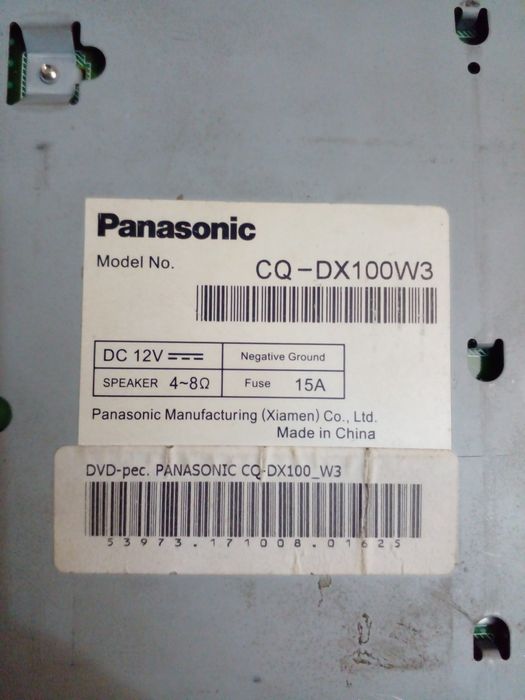 Panasonic
Model No. CQ-DX100W3
DC 12V Negative Ground
SPEAKER 4~8Ω Fuse 15A
Panasonic Manufacturing (Xiamen) Co., Ltd.
Made in China
DVD-рес. PANASONIC CQ-DX100_W3
53973.171008.01625